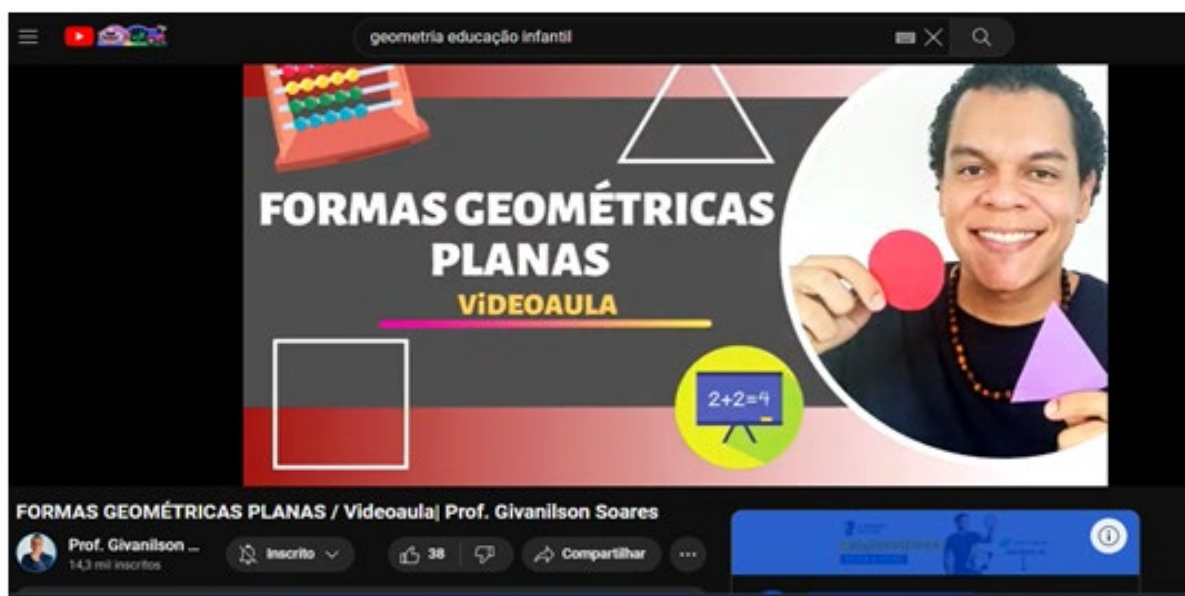 geometria educação infantil
FORMAS GEOMÉTRICAS
PLANAS
ViDEOAULA
2+2=4
FORMAS GEOMÉTRICAS PLANAS / Videoaula| Prof. Givanilson Soares
Prof. Givanilson ...
14,3 mil inscritos
Inscrito
38
Compartilhar